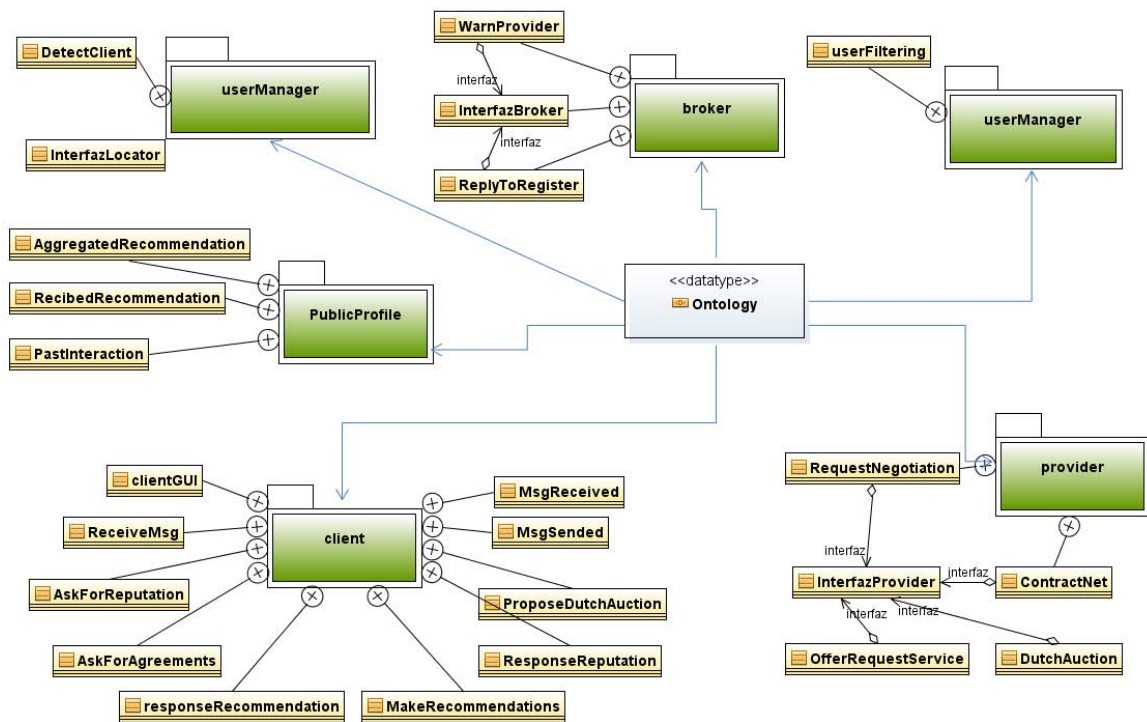 DetectClient
userManager
InterfazLocator
WarnProvider
interfaz
InterfazBroker
interfaz
ReplyToRegister
broker
userFiltering
userManager
AggregatedRecommendation
RecibedRecommendation
PastInteraction
PublicProfile
<<datatype>>
Ontology
clientGUI
ReceiveMsg
AskForReputation
AskForAgreements
responseRecommendation
MakeRecommendations
client
MsgReceived
MsgSended
ProposeDutchAuction
ResponseReputation
RequestNegotiation
provider
interfaz
InterfazProvider
interfaz
ContractNet
interfaz
interfaz
OfferRequestService
DutchAuction